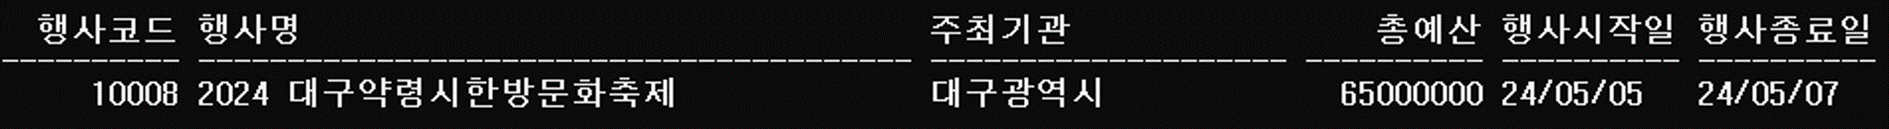 행사코드 행사명 주최기관 총예산 행사시작일 행사종료일
---------- ---------------------------------------- -------------------- ---------- ---------- ----------
10008 2024 대구약령시한방문화축제 대구광역시 65000000 24/05/05 24/05/07